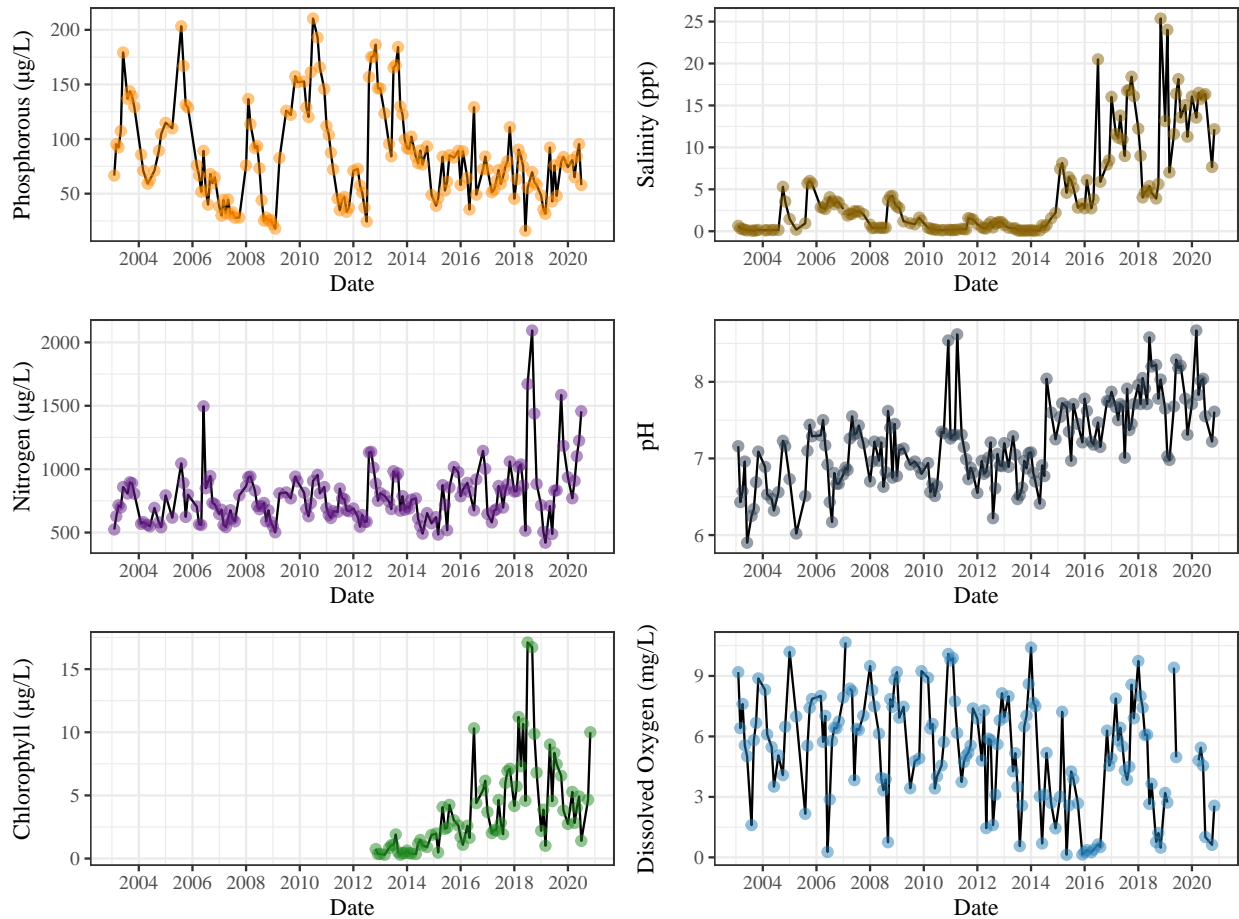 Phosphorous (μg/L)
200
150
100
50
2004 2006 2008 2010 2012 2014 2016 2018 2020
Date
Salinity (ppt)
25
20
15
10
5
0
2004 2006 2008 2010 2012 2014 2016 2018 2020
Date
Nitrogen (μg/L)
2000
1500
1000
500
2004 2006 2008 2010 2012 2014 2016 2018 2020
Date
pH
8
7
6
2004 2006 2008 2010 2012 2014 2016 2018 2020
Date
Chlorophyll (μg/L)
15
10
5
0
2004 2006 2008 2010 2012 2014 2016 2018 2020
Date
Dissolved Oxygen (mg/L)
9
6
3
0
2004 2006 2008 2010 2012 2014 2016 2018 2020
Date